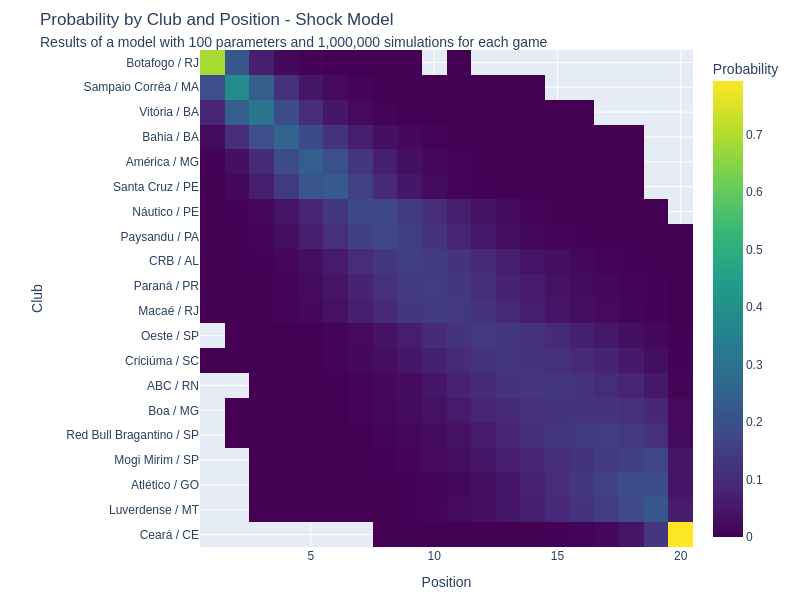 Probability by Club and Position - Shock Model
Results of a model with 100 parameters and 1,000,000 simulations for each game
Probability
Botafogo / RJ
Sampaio Corrêa / MA
Vitória / BA
Bahia / BA
América / MG
Santa Cruz / PE
Náutico / PE
Paysandu / PA
CRB / AL
Paraná / PR
Macaé / RJ
Oeste / SP
Criciúma / SC
ABC / RN
Boa / MG
Red Bull Bragantino / SP
Mogi Mirim / SP
Atlético / GO
Luverdense / MT
Ceará / CE
Club
5
10
15
20
Position
0.7
0.6
0.5
0.4
0.3
0.2
0.1
0